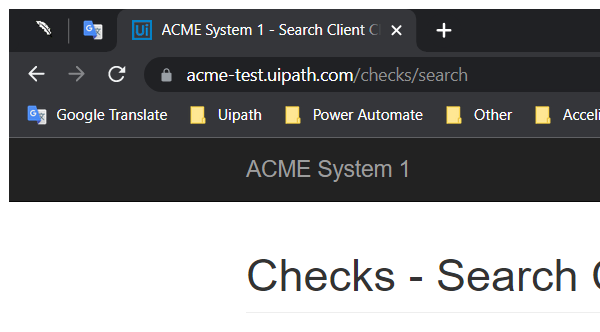 Ui ACME System 1 - Search Client C
acme-test.uipath.com/checks/search
Google Translate Uipath Power Automate Other Acceli
ACME System 1
Checks - Search